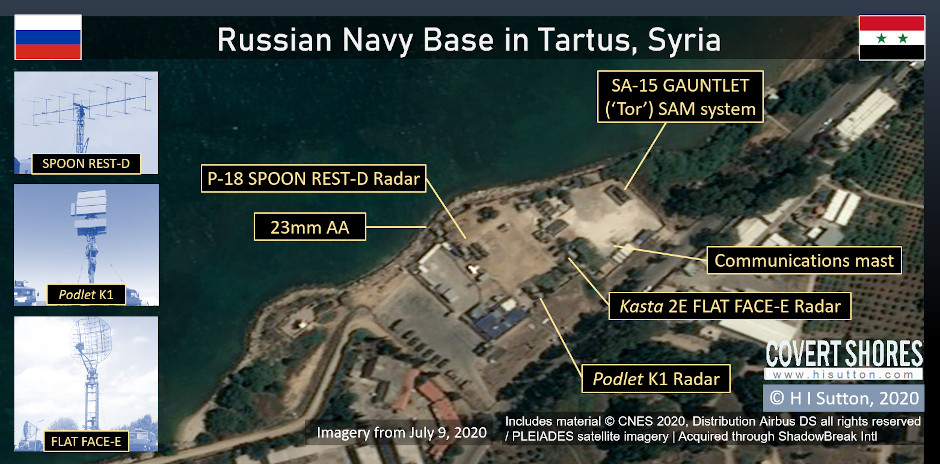 Russian Navy Base in Tartus, Syria
SA-15 GAUNTLET
(‘Tor’) SAM system
SPOON REST-D
P-18 SPOON REST-D Radar
23mm AA
Communications mast
Podlet K1
Kasta 2E FLAT FACE-E Radar
COVERT SHORES
www.hisutton.com
Podlet K1 Radar
© H I Sutton, 2020
FLAT FACE-E
Imagery from July 9, 2020
Includes material © CNES 2020, Distribution Airbus DS all rights reserved
/ PLEIADES satellite imagery | Acquired through ShadowBreak Intl